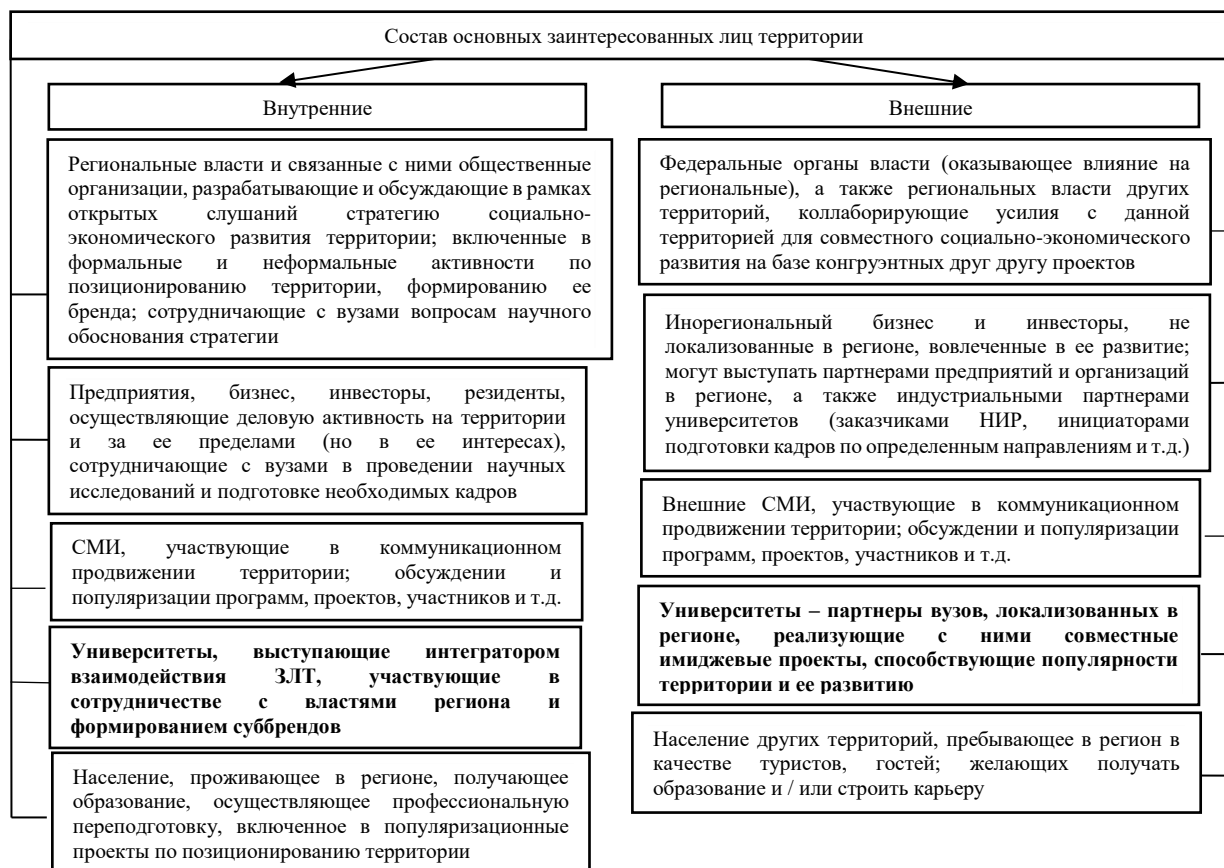 Состав основных заинтересованных лиц территории
Внутренние
Региональные власти и связанные с ними общественные
организации, разрабатывающие и обсуждающие в рамках
открытых слушаний стратегию социально-
экономического развития территории; включенные в
формальные и неформальные активности по
позиционированию территории, формированию ее
бренда; сотрудничающие с вузами вопросам научного
обоснования стратегии
Предприятия, бизнес, инвесторы, резиденты,
осуществляющие деловую активность на территории
и за ее пределами (но в ее интересах),
сотрудничающие с вузами в проведении научных
исследований и подготовке необходимых кадров
СМИ, участвующие в коммуникационном
продвижении территории; обсуждении и
популяризации программ, проектов, участников и т.д.
Университеты, выступающие интегратором
взаимодействия ЗЛТ, участвующие в
сотрудничестве с властями региона и
формированием суббрендов
Население, проживающее в регионе, получающее
образование, осуществляющее профессиональную
переподготовку, включенное в популяризационные
проекты по позиционированию территории
Внешние
Федеральные органы власти (оказывающее влияние на
региональные), а также региональных власти других
территорий, коллаборирующие усилия с данной
территорией для совместного социально-экономического
развития на базе конгруэнтных друг другу проектов
Инорегиональный бизнес и инвесторы, не
локализованные в регионе, вовлеченные в ее развитие;
могут выступать партнерами предприятий и организаций
в регионе, а также индустриальными партнерами
университетов (заказчиками НИР, инициаторами
подготовки кадров по определенным направлениям и т.д.)
Внешние СМИ, участвующие в коммуникационном
продвижении территории; обсуждении и популяризации
программ, проектов, участников и т.д.
Университеты – партнеры вузов, локализованных в
регионе, реализующие с ними совместные
имиджевые проекты, способствующие популярности
территории и ее развитию
Население других территорий, пребывающее в регион в
качестве туристов, гостей; желающих получать
образование и / или строить карьеру